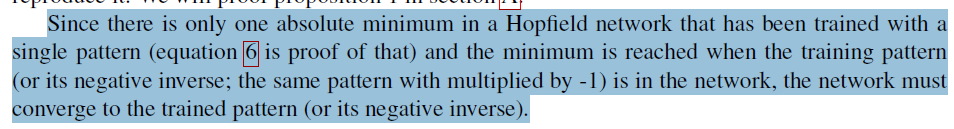 Since there is only one absolute minimum in a Hopfield network that has been trained with a
single pattern (equation 6 is proof of that) and the minimum is reached when the training pattern
(or its negative inverse; the same pattern with multiplied by -1) is in the network, the network must
converge to the trained pattern (or its negative inverse).